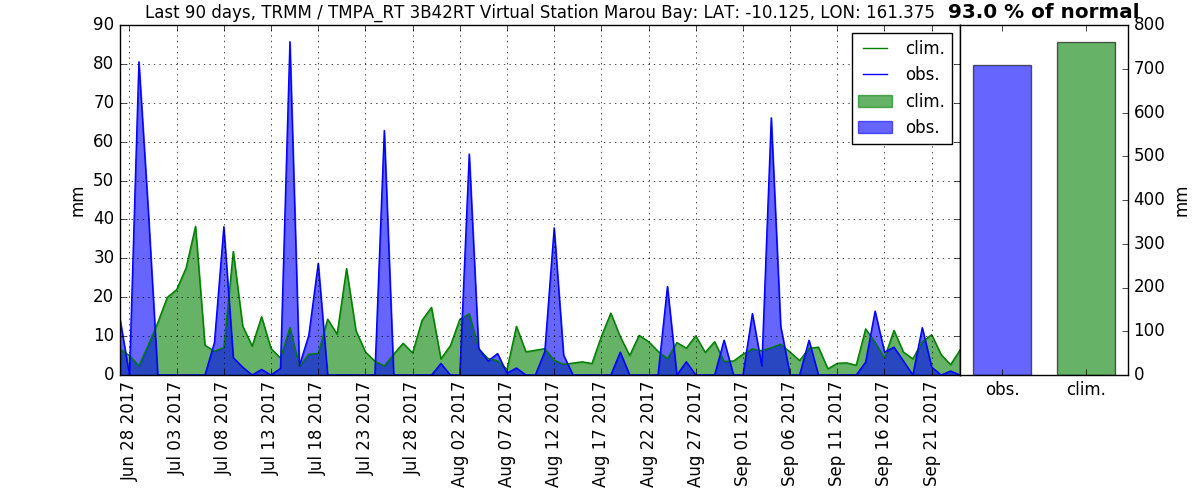 Last 90 days, TRMM / TMPA_RT 3B42RT Virtual Station Marou Bay: LAT: -10.125, LON: 161.375
93.0 % of normal
90
80
70
60
50
40
30
20
10
0
mm
clim.
obs.
clim.
obs.
Jun 28 2017
Jul 03 2017
Jul 08 2017
Jul 13 2017
Jul 18 2017
Jul 23 2017
Jul 28 2017
Aug 02 2017
Aug 07 2017
Aug 12 2017
Aug 17 2017
Aug 22 2017
Aug 27 2017
Sep 01 2017
Sep 06 2017
Sep 11 2017
Sep 16 2017
Sep 21 2017
800
700
600
500
400
300
200
100
0
mm
obs.
clim.